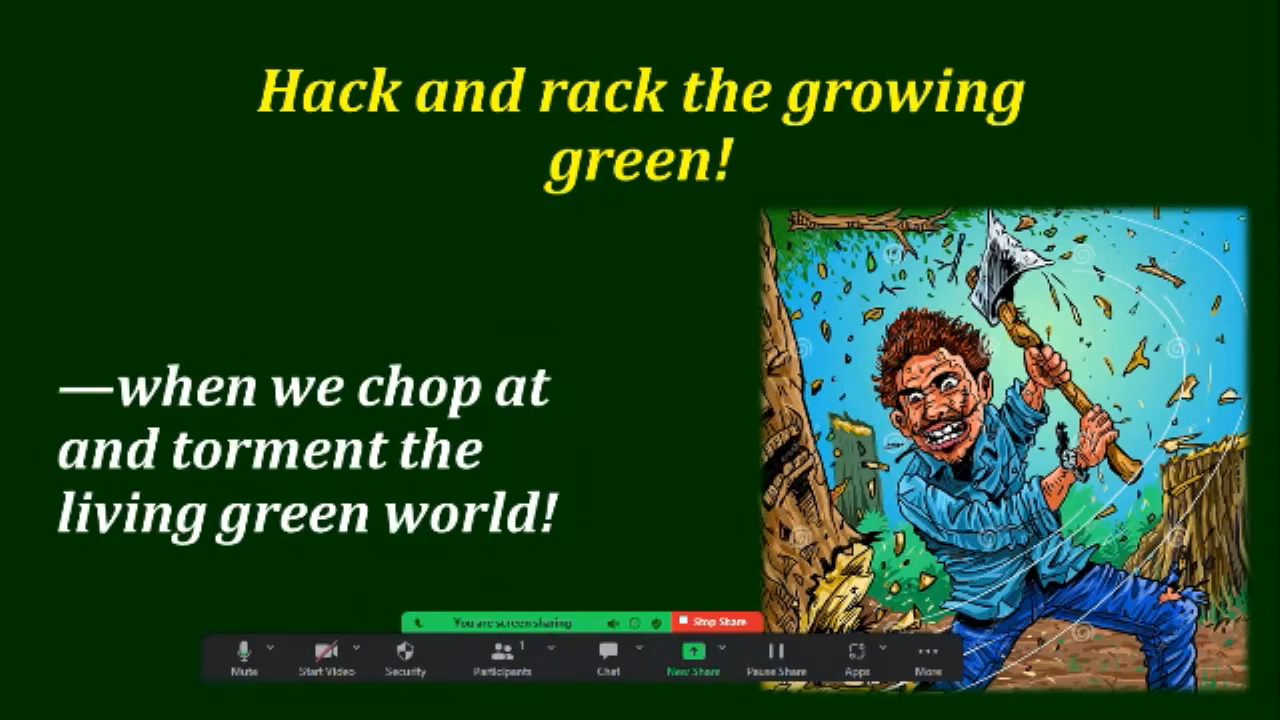 Hack and rack the growing
green!
—when we chop at
and torment the
living green world!
You are screen sharing
Stop Share
Mute
Start Video
Security
Participants
1
Chat
New Share
Pause Share
Apps
More